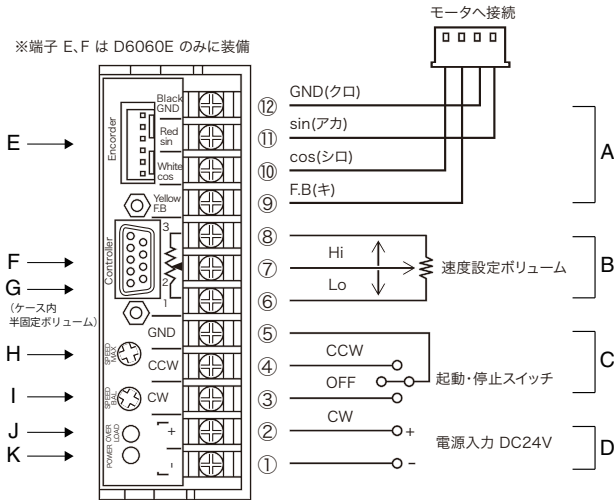 モータへ接続
※端子 E、F は D6060E のみに装備
Black
GND
⑫
GND(クロ)
E
Encorder
Red
sin
⑪
sin(アカ)
A
White
cos
⑩
cos(シロ)
Yellow
F.B
⑨
F.B(キ)
3
⑧
F
Controller
Hi
⑦
速度設定ボリューム
B
G
2
Lo
(ケース内
半固定ボリューム)
1
⑥
GND
⑤
H
SPEED
MAX
CCW
④
CCW
C
OFF
起動・停止スイッチ
I
SPEED
BAL
CW
③
J
OVER
LOAD
+
②
CW
+
電源入力 DC24V
D
K
POWER
-
①
-